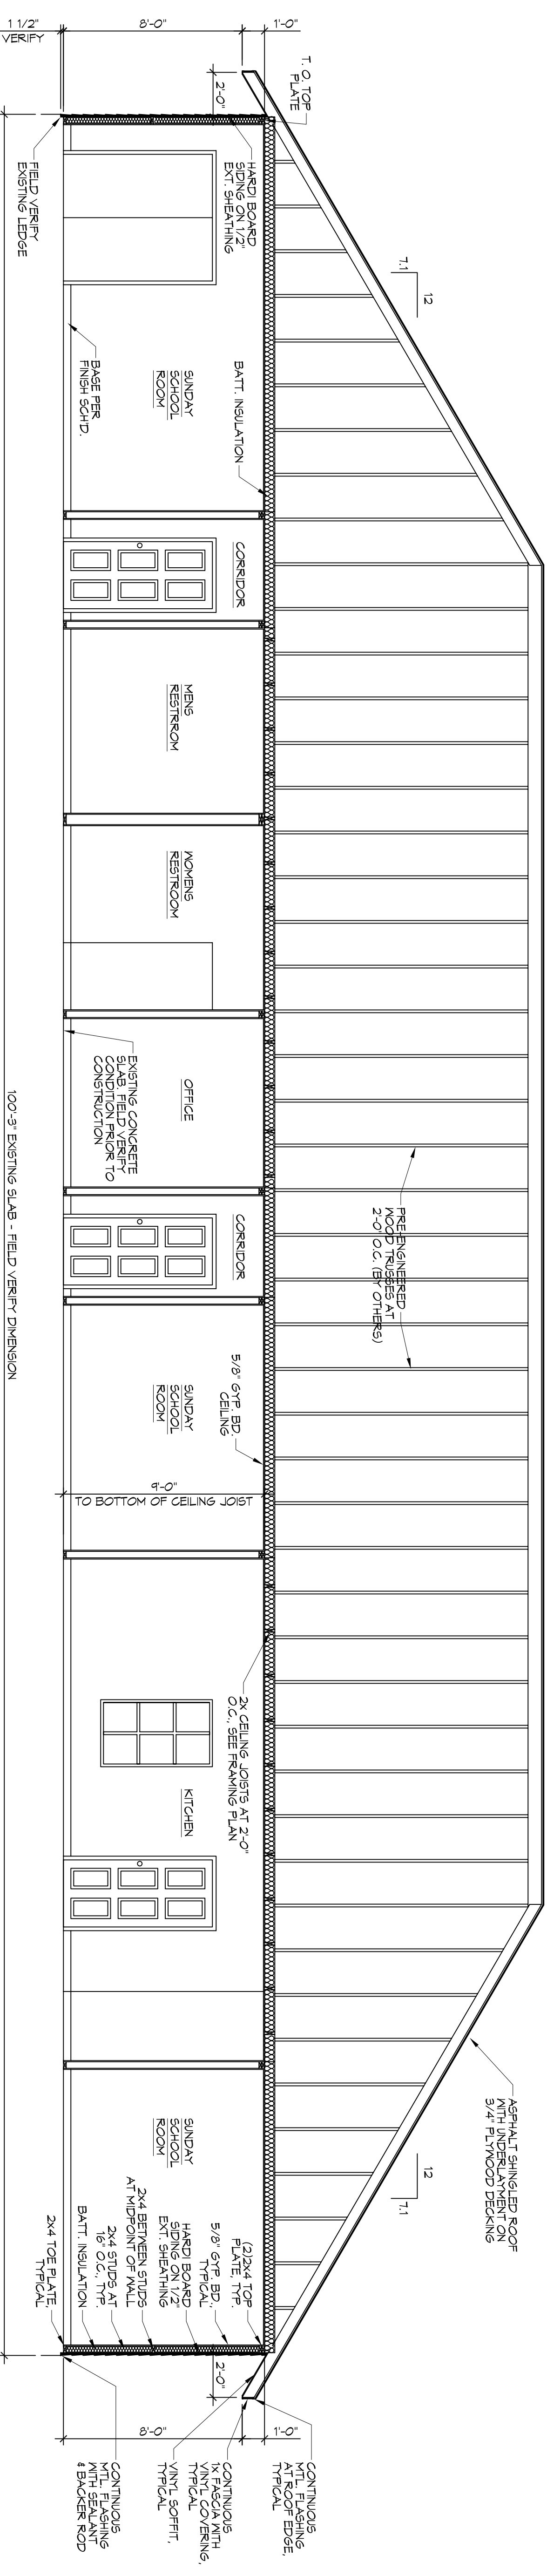 1 1/2"
VERIFY
8'-0"
1'-0"
T. O. TOP
PLATE
2'-0"
HARDI BOARD
SIDING ON 1/2"
EXT. SHEATHING
FIELD VERIFY
EXISTING LEDGE
12
7.1
BASE PER
FINISH SCH'D.
SUNDAY
SCHOOL
ROOM
BATT. INSULATION
CORRIDOR
MENS
RESTRROM
WOMENS
RESTROOM
EXISTING CONCRETE
SLAB. FIELD VERIFY
CONDITION PRIOR TO
CONSTRUCTION
OFFICE
100'-3" EXISTING SLAB - FIELD VERIFY DIMENSION
PRE-ENGINEERED
WOOD TRUSSES AT
2'-0" O.C. (BY OTHERS)
CORRIDOR
5/8" GYP. BD.
CEILING
SUNDAY
SCHOOL
ROOM
9'-0"
TO BOTTOM OF CEILING JOIST
2x CEILING JOISTS AT 2'-0"
O.C., SEE FRAMING PLAN
KITCHEN
ASPHALT SHINGLED ROOF
WITH UNDERLAYMENT ON
3/4" PLYWOOD DECKING
12
7.1
SUNDAY
SCHOOL
ROOM
(2)2x4 TOP
PLATE, TYP.
5/8" GYP. BD.,
TYPICAL
HARDI BOARD
SIDING ON 1/2"
EXT. SHEATHING
2x4 BETWEEN STUDS
AT MIDPOINT OF WALL
2x4 STUDS AT
16" O.C., TYP.
BATT. INSULATION
2x4 TOE PLATE,
TYPICAL
2'-0"
1'-0"
8'-0"
CONTINUOUS
MTL. FLASHING
AT ROOF EDGE,
TYPICAL
CONTINUOUS
1x FASCIA WITH
VINYL COVERING,
TYPICAL
VINYL SOFFIT,
TYPICAL
CONTINUOUS
MTL. FLASHING
WITH SEALANT
& BACKER ROD